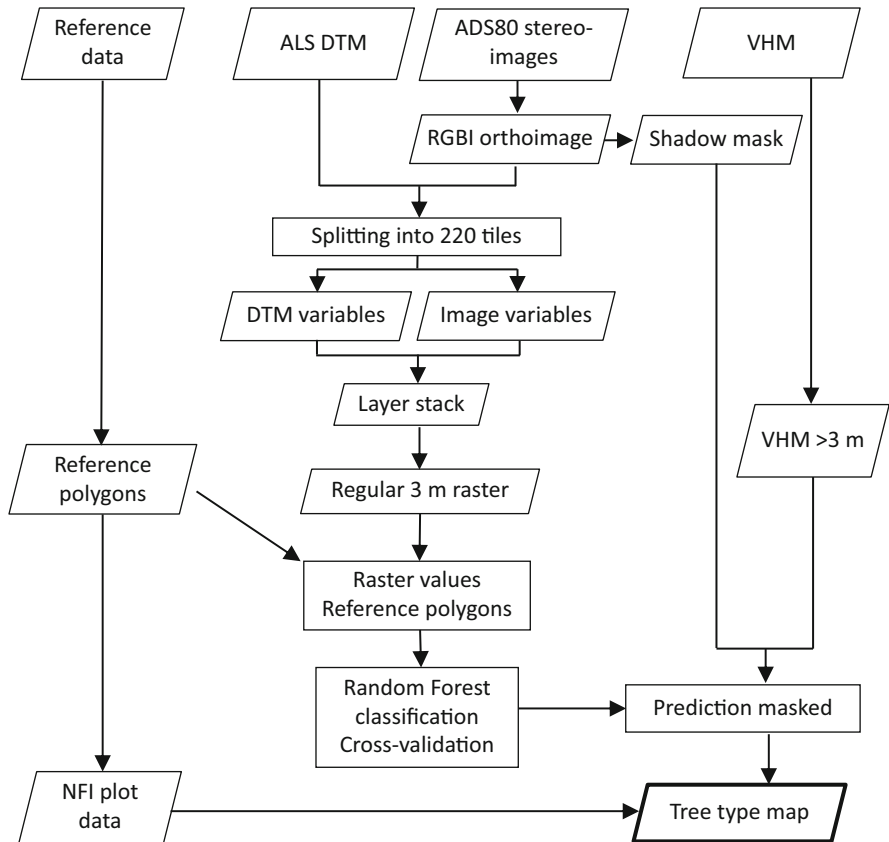 Reference
data
ALS DTM
ADS80 stereo-
images
VHM
RGBI orthoimage
Shadow mask
Splitting into 220 tiles
DTM variables
Image variables
Layer stack
VHM >3 m
Reference
polygons
Regular 3 m raster
Raster values
Reference polygons
Random Forest
classification
Cross-validation
Prediction masked
NFI plot
data
Tree type map